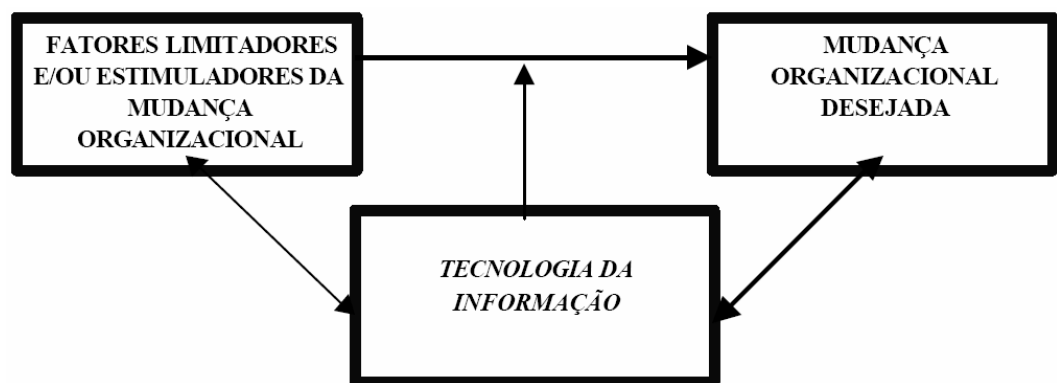 FATORES LIMITADORES
E/OU ESTIMULADORES DA
MUDANÇA
ORGANIZACIONAL
MUDANÇA
ORGANIZACIONAL
DESEJADA
TECNOLOGIA DA
INFORMAÇÃO